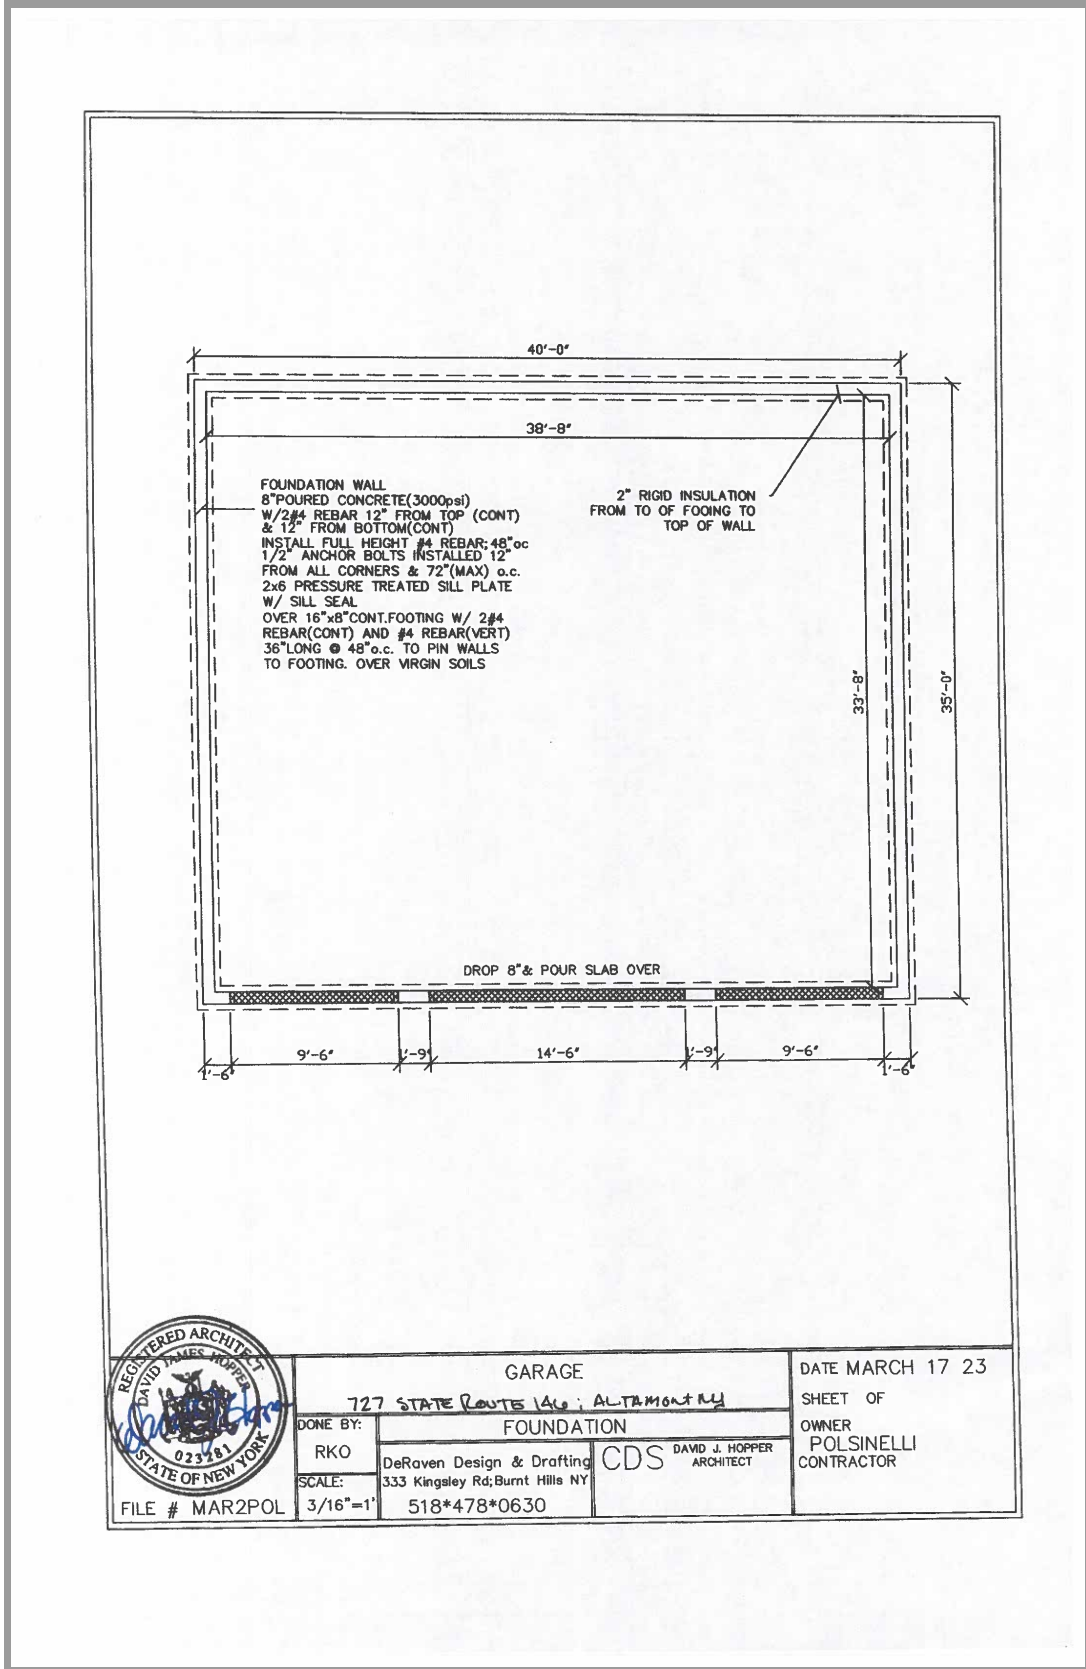 40'-0"
38'-8"
FOUNDATION WALL
8"POURED CONCRETE(3000psi)
W/2#4 REBAR 12" FROM TOP (CONT)
& 12" FROM BOTTOM(CONT)
INSTALL FULL HEIGHT #4 REBAR;48"oc
1/2" ANCHOR BOLTS INSTALLED 12"
FROM ALL CORNERS & 72"(MAX) o.c.
2x6 PRESSURE TREATED SILL PLATE
W/ SILL SEAL
OVER 16"x8"CONT.FOOTING W/ 2#4
REBAR(CONT) AND #4 REBAR(VERT)
36"LONG @ 48"o.c. TO PIN WALLS
TO FOOTING. OVER VIRGIN SOILS
2" RIGID INSULATION
FROM TO OF FOOING TO
TOP OF WALL
33'-8"
35'-0"
DROP 8"& POUR SLAB OVER
1'-6"
9'-6"
1'-9"
14'-6"
1'-9"
9'-6"
1'-6"
REGISTERED ARCHITECT
DAVID JAMES HOPPER
023281
STATE OF NEW YORK
FILE # MAR2POL
GARAGE
727 STATE ROUTE 146; ALTAMONT NY
DONE BY:
RKO
SCALE:
3/16"=1'
FOUNDATION
DeRaven Design & Drafting
333 Kingsley Rd;Burnt Hills NY
518*478*0630
CDS
DAVID J. HOPPER
ARCHITECT
DATE MARCH 17 23
SHEET OF
OWNER
POLSINELLI
CONTRACTOR